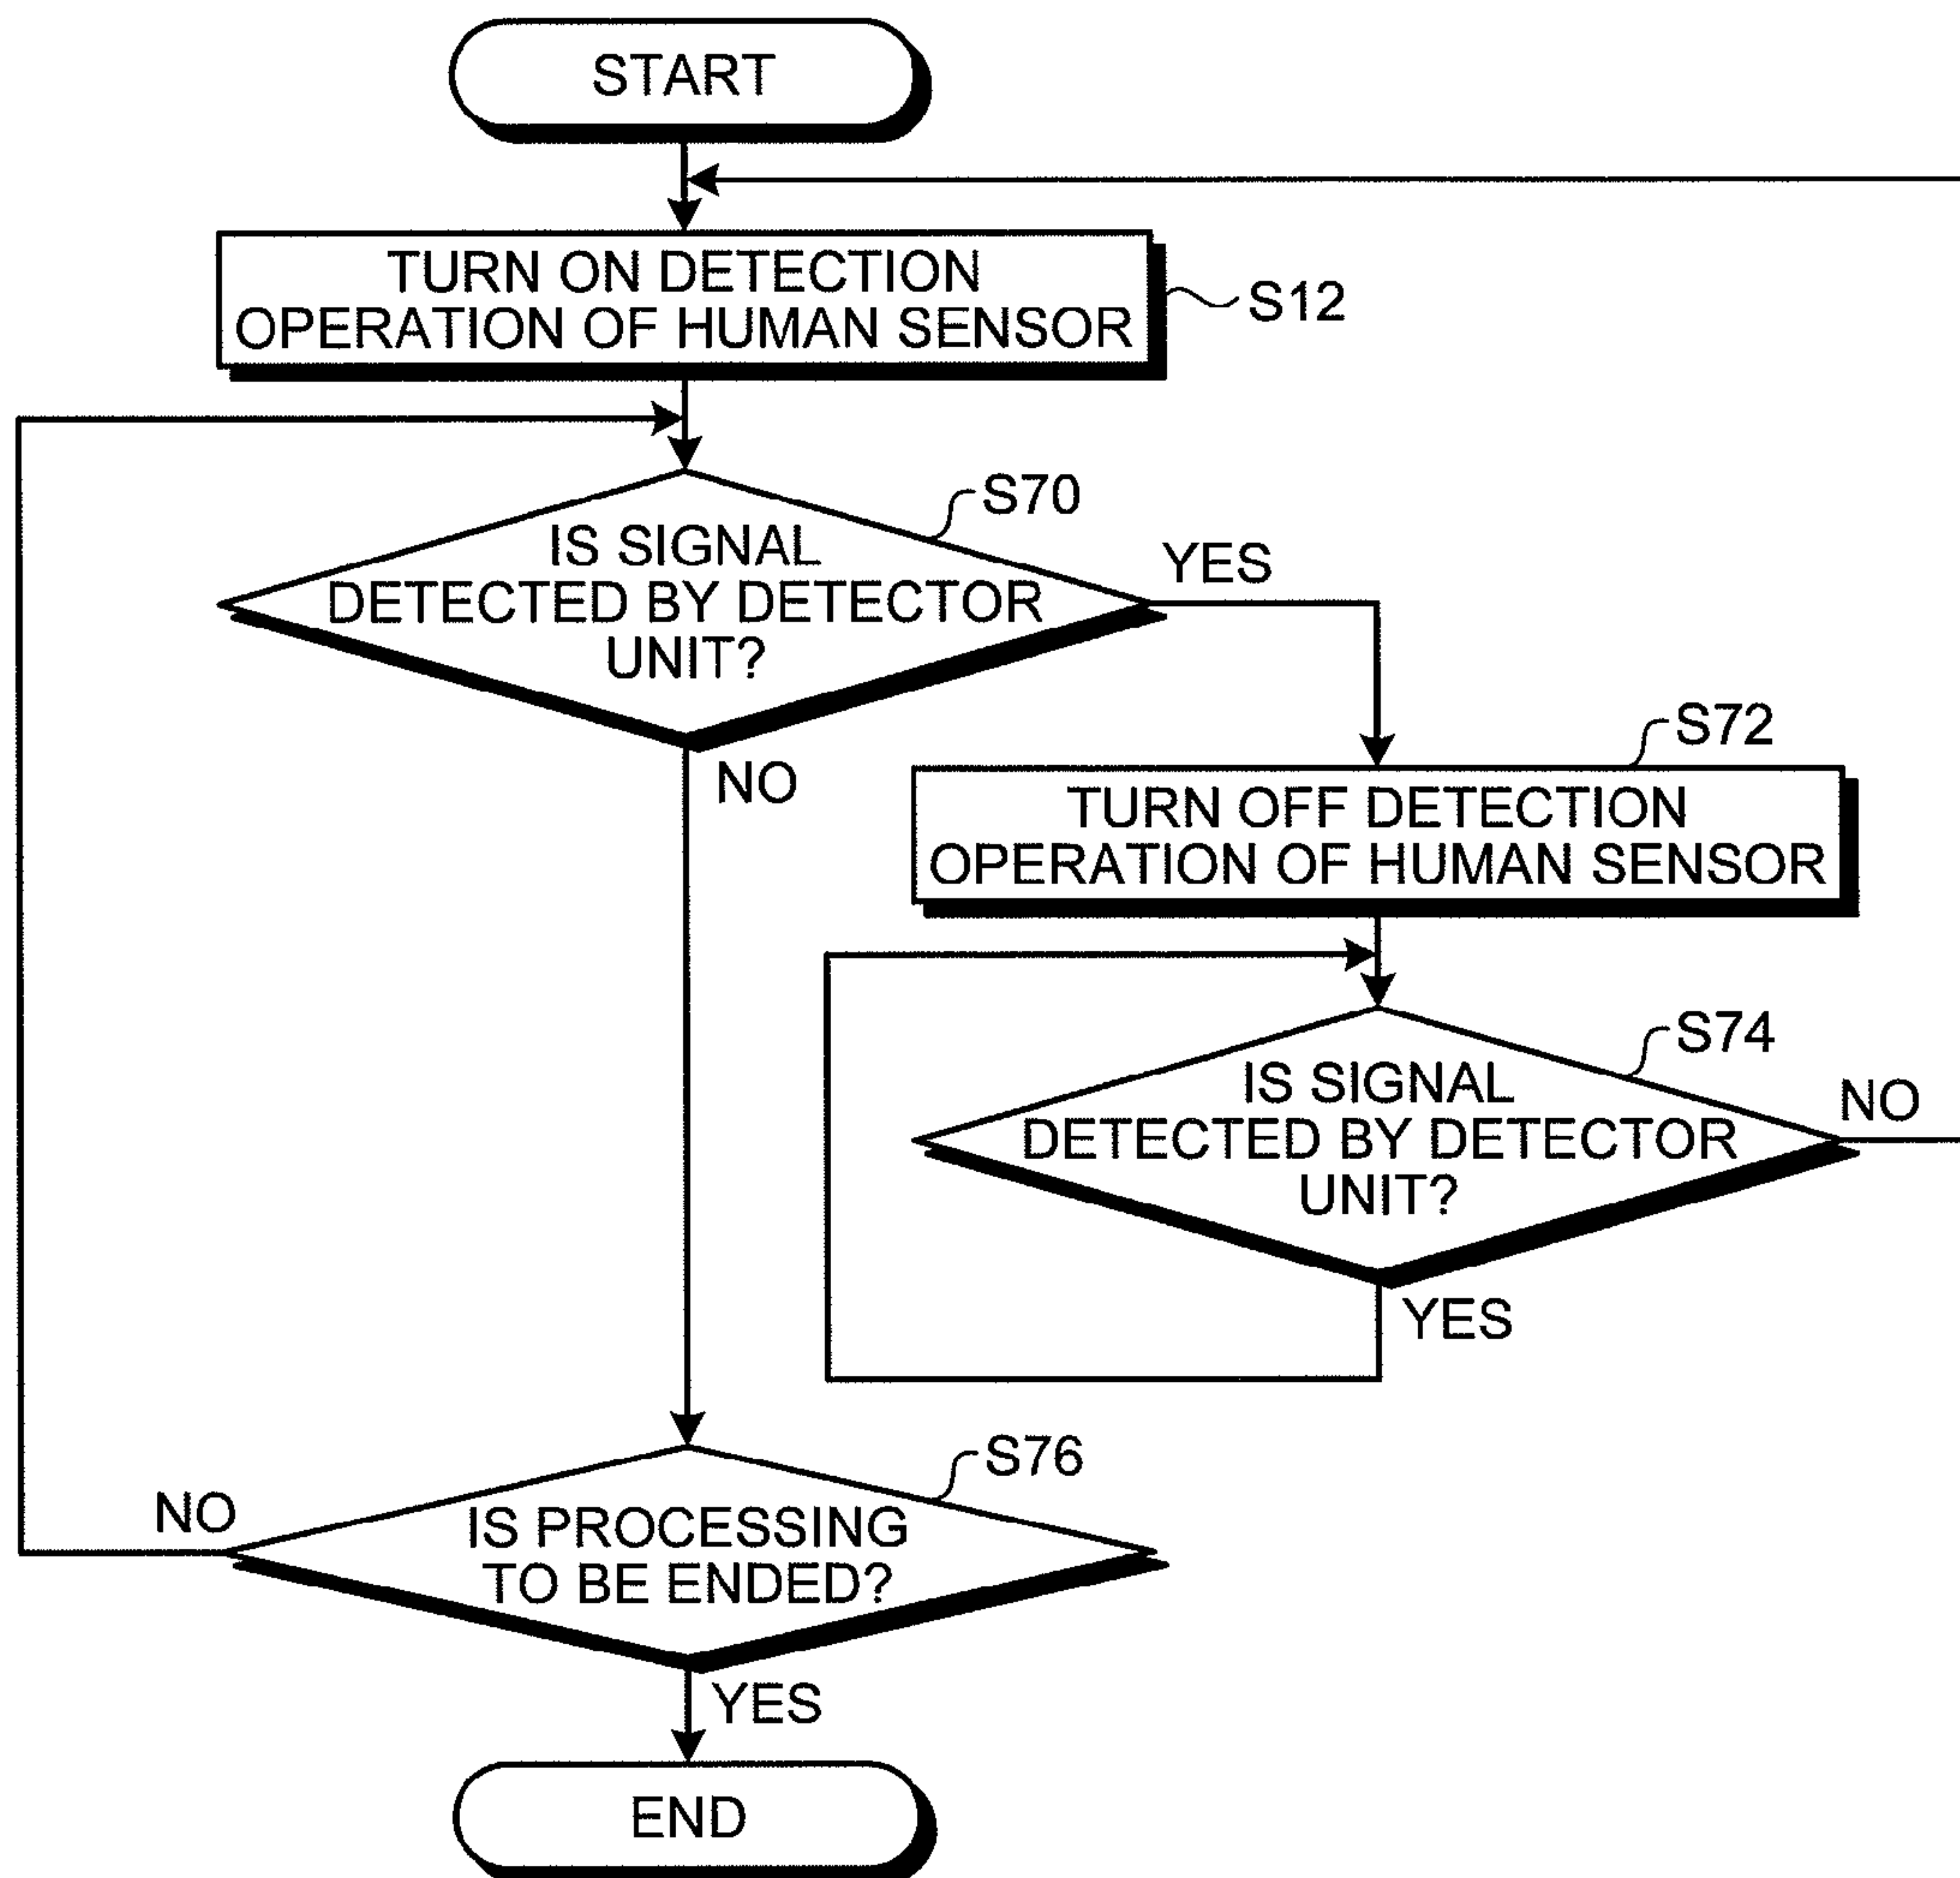 START
TURN ON DETECTION
OPERATION OF HUMAN SENSOR
S12
S70
IS SIGNAL
DETECTED BY DETECTOR
UNIT?
YES
NO
S72
TURN OFF DETECTION
OPERATION OF HUMAN SENSOR
S74
IS SIGNAL
DETECTED BY DETECTOR
UNIT?
NO
YES
S76
IS PROCESSING
TO BE ENDED?
NO
YES
END